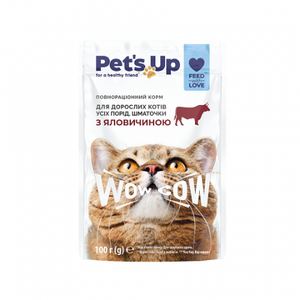 Pet's Up
for a healthy friend
FEED
LOVE
ПОВНОРАЦІОННИЙ КОРМ
ДЛЯ ДОРОСЛИХ КОТІВ
УСІХ ПОРІД, ШМАТОЧКИ
З ЯЛОВИЧИНОЮ
WOW COW
100 г (g)